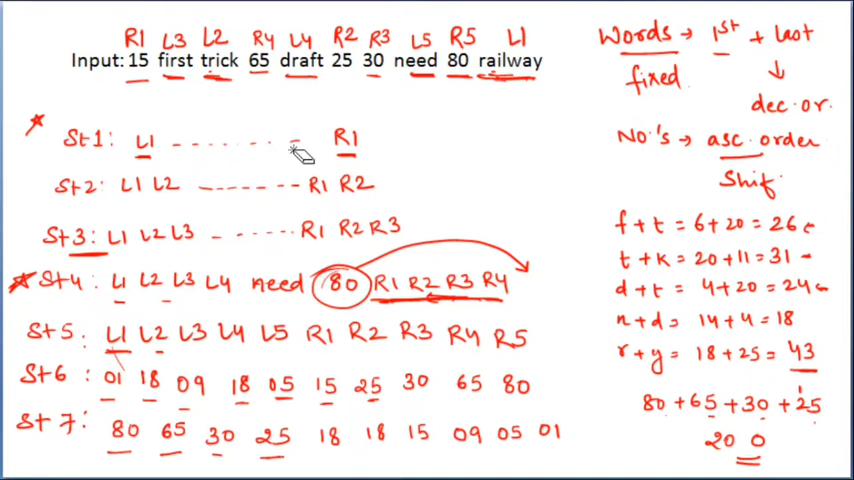 R1 L3 L2 R4 L4 R2 R3 L5 R5 L1
Input: 15 first trick 65 draft 25 30 need 80 railway
Words → 1st + last
fixed
dec. or.
St1: L1 - - - - - - - - R1
No.'s → asc. order
Shif.
St2: L1 L2 - - - - - - - R1 R2
St3: L1 L2 L3 - - - - - - R1 R2 R3
f + t = 6 + 20 = 26
t + k = 20 + 11 = 31
St4: L1 L2 L3 L4 need 80 R1 R2 R3 R4
d + t = 4 + 20 = 24
n + d = 14 + 4 = 18
St5: L1 L2 L3 L4 L5 R1 R2 R3 R4 R5
r + y = 18 + 25 = 43
St6: 01 18 09 18 05 15 25 30 65 80
80 + 65 + 30 + 25
St7: 80 65 30 25 18 18 15 09 05 01
200